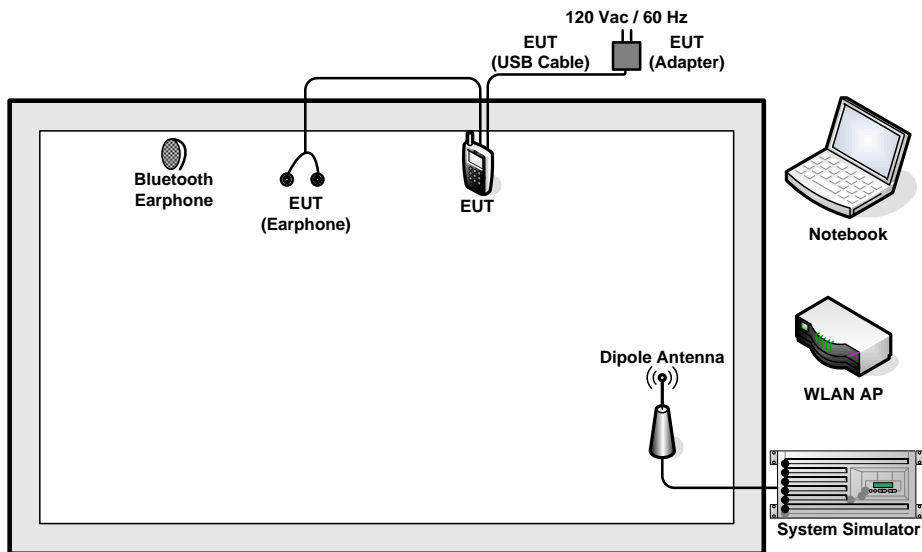 120 Vac / 60 Hz
EUT
(USB Cable)
EUT
(Adapter)
Bluetooth
Earphone
EUT
(Earphone)
EUT
Notebook
Dipole Antenna
WLAN AP
System Simulator